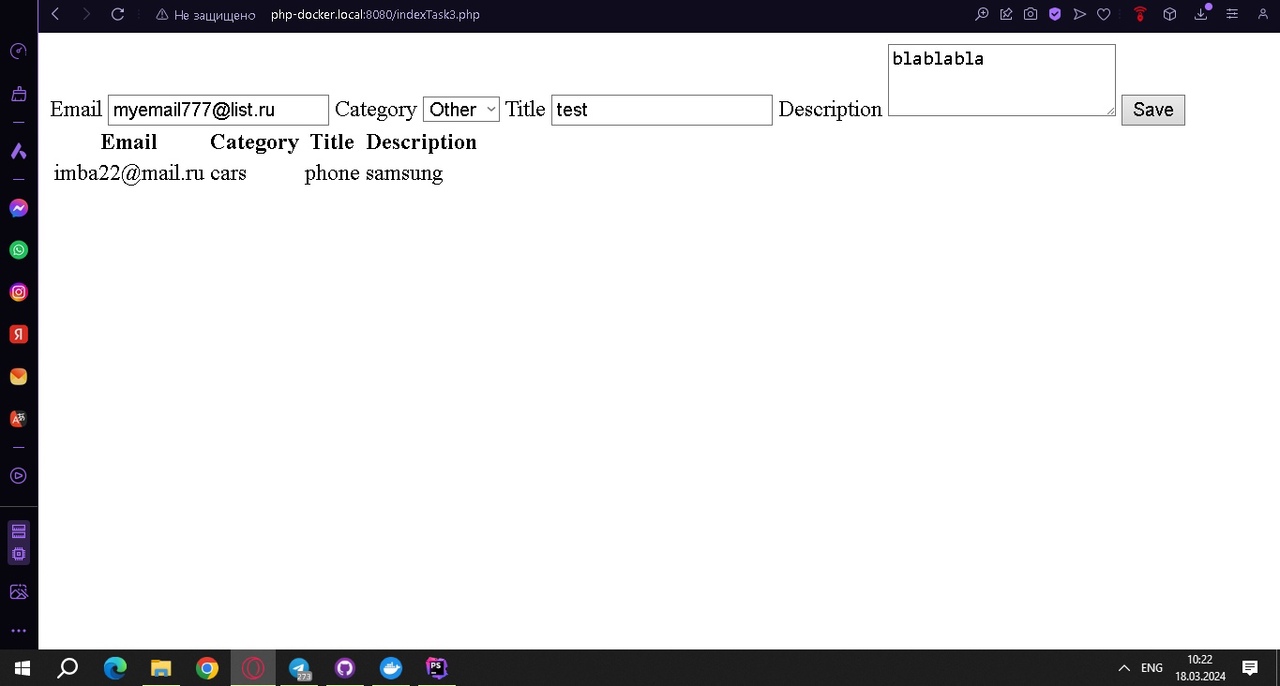 Не защищено php-docker.local:8080/indexTask3.php
blablabla
Email myemail777@list.ru Category Other Title test Description Save
Email Category Title Description
imba22@mail.ru cars phone samsung
Я
A
273
PS
ENG
10:22
18.03.2024